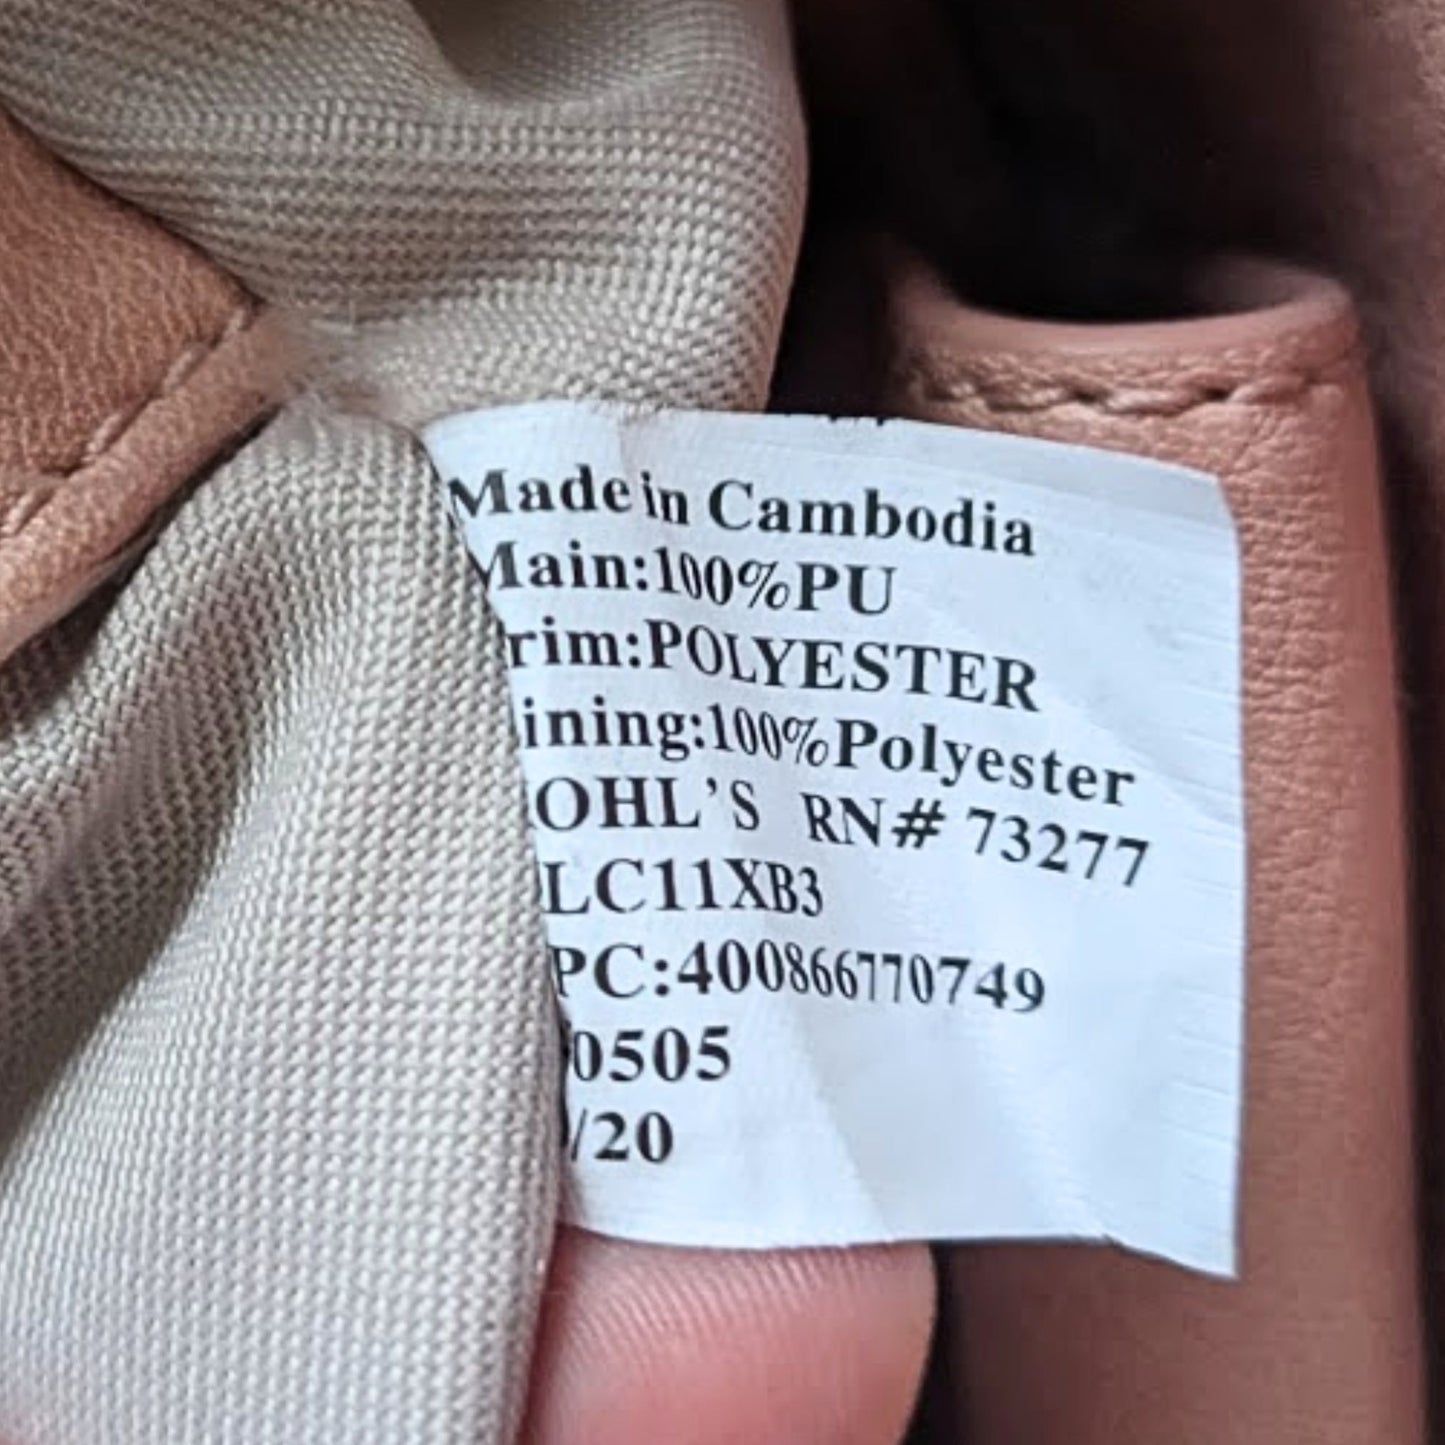 Made in Cambodia
Main:100%PU
rim:POLYESTER
ining:100%Polyester
OHL'S RN# 73277
LC11XB3
PC:400866770749
0505
/20